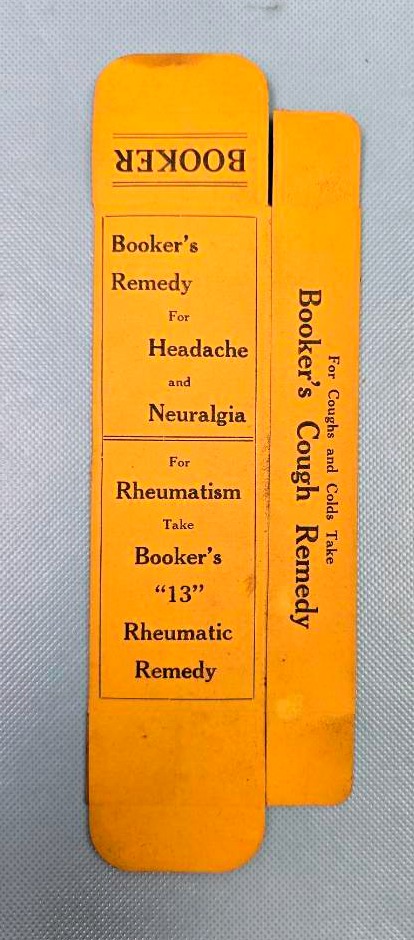 BOOKER
Booker's
Remedy
For
Headache
and
Neuralgia
For
Rheumatism
Take
Booker's
“13”
Rheumatic
Remedy
For Coughs and Colds Take
Booker's Cough Remedy